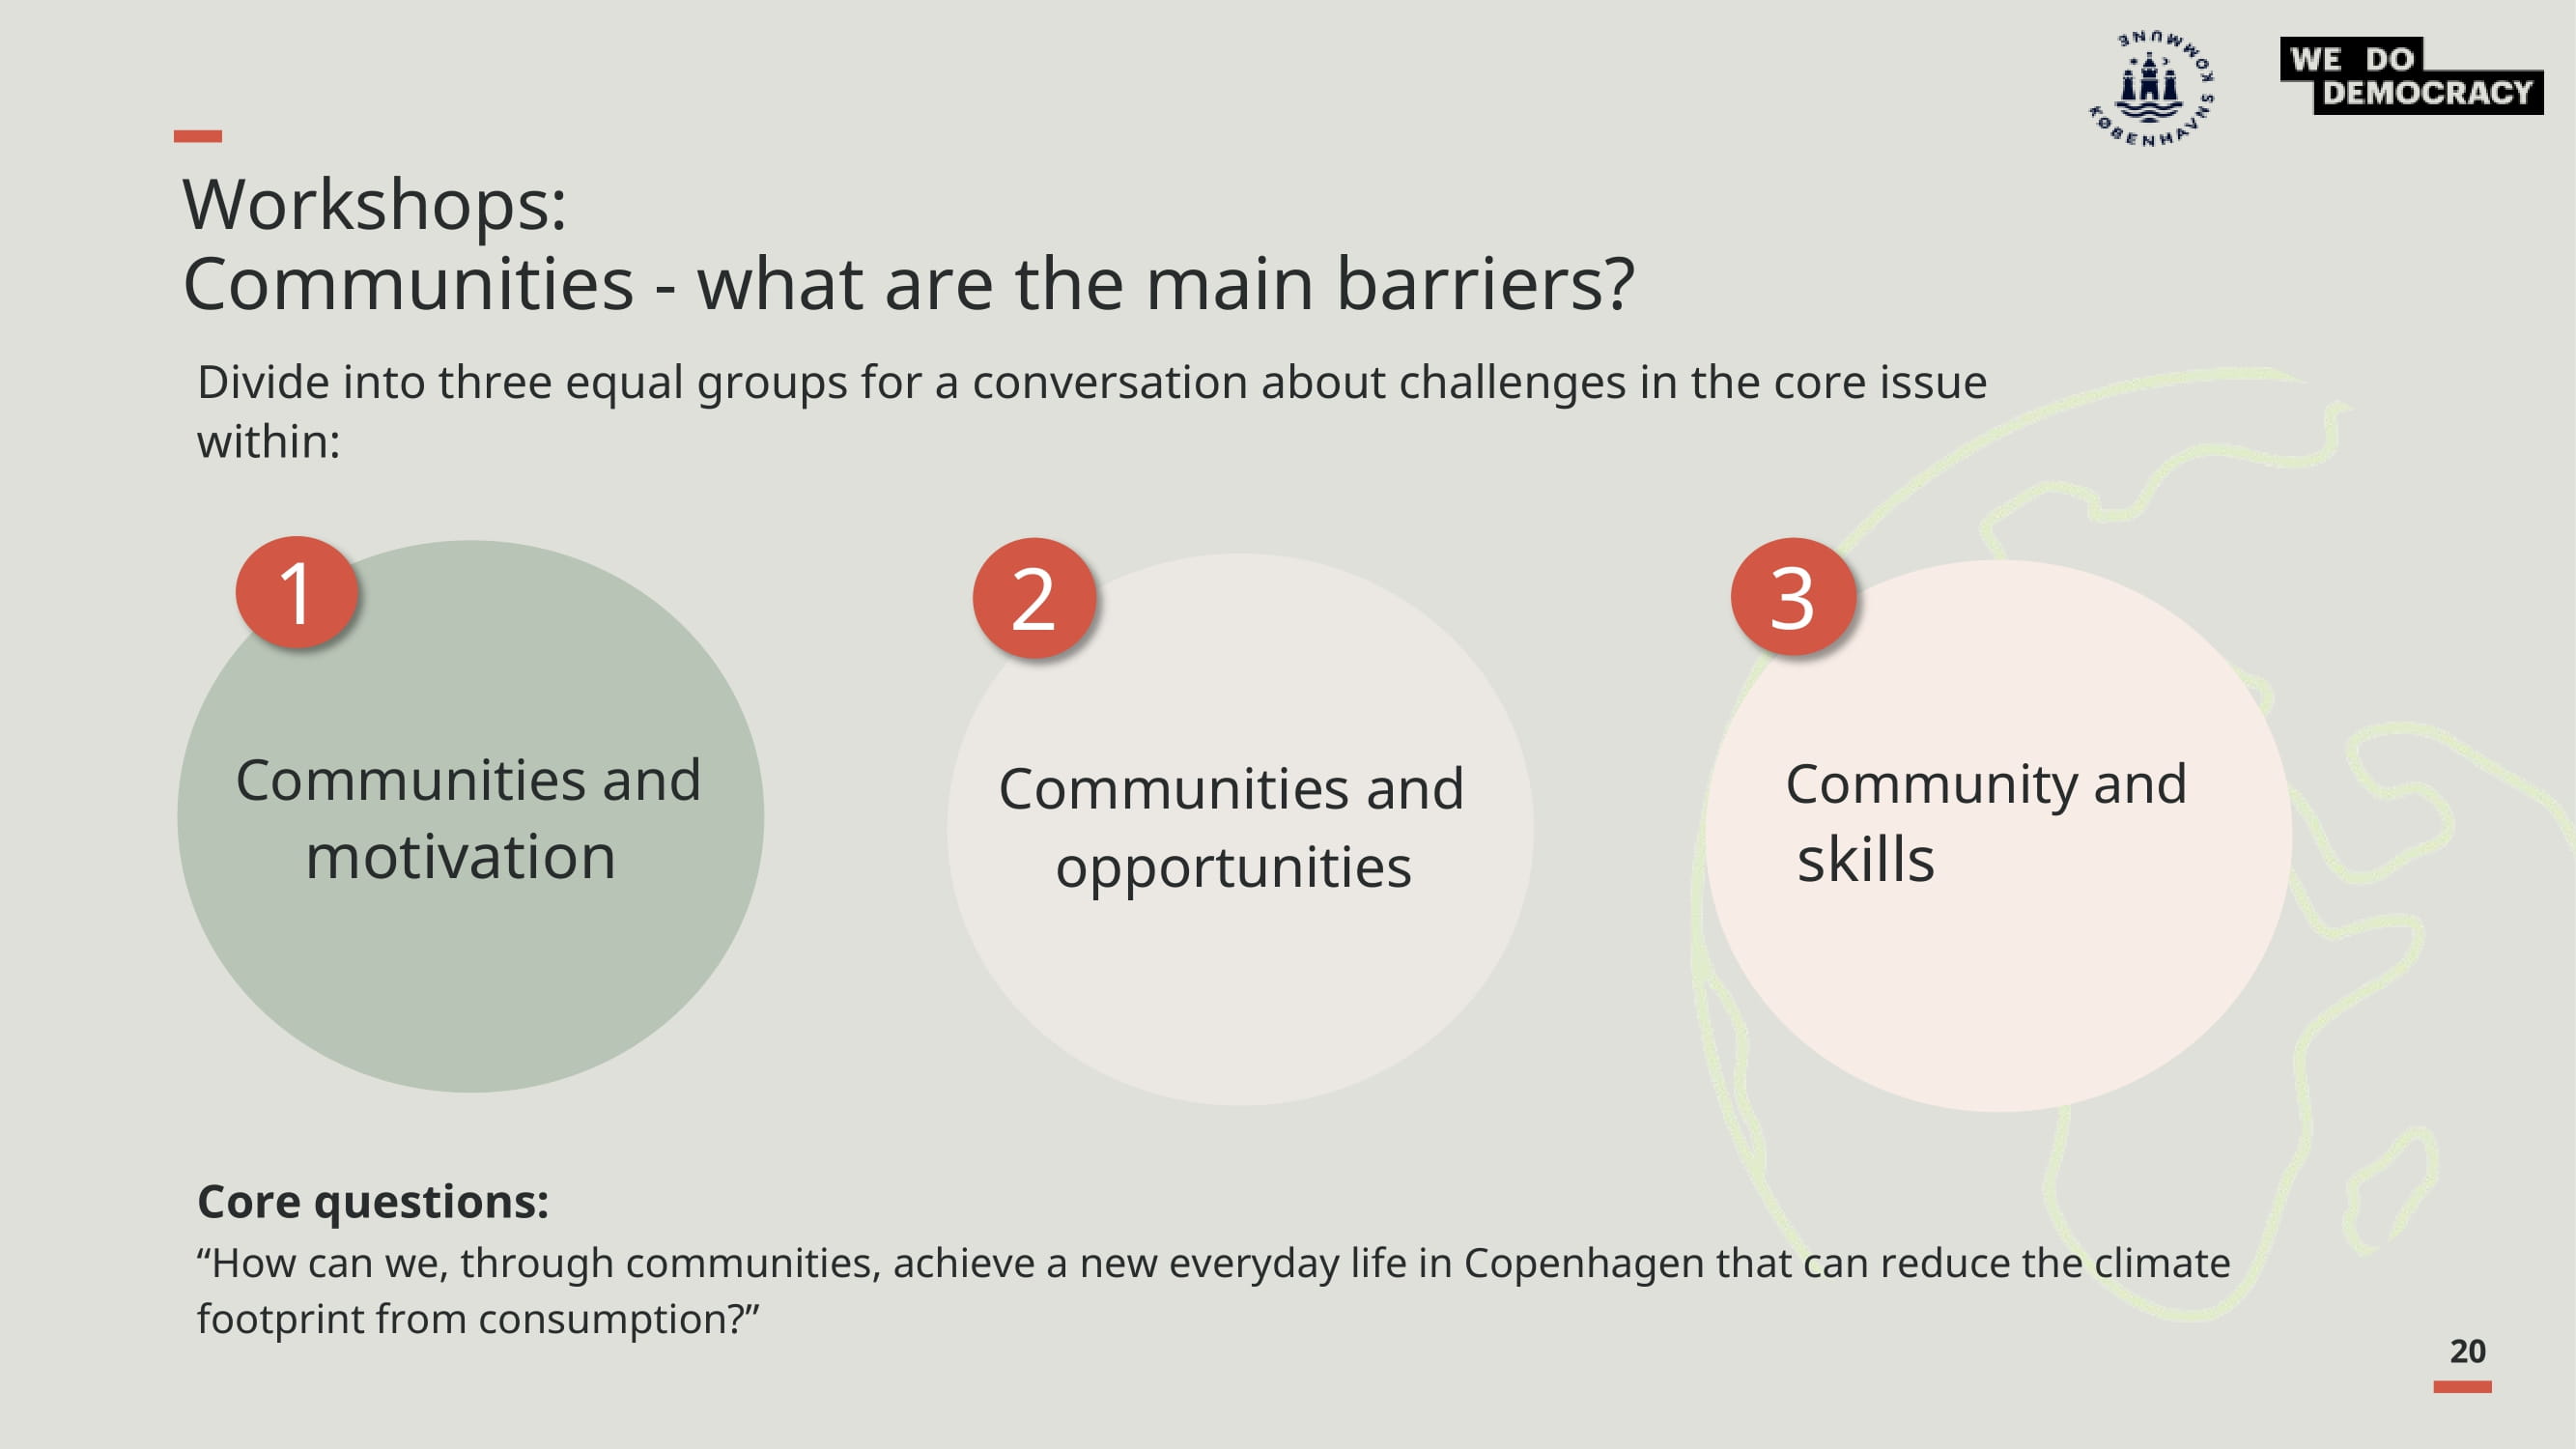 KØBENHAVNS KOMMUNE
WE DO
DEMOCRACY
Workshops:
Communities - what are the main barriers?
Divide into three equal groups for a conversation about challenges in the core issue
within:
1
Communities and
motivation
2
Communities and
opportunities
3
Community and
skills
Core questions:
“How can we, through communities, achieve a new everyday life in Copenhagen that can reduce the climate
footprint from consumption?”
20